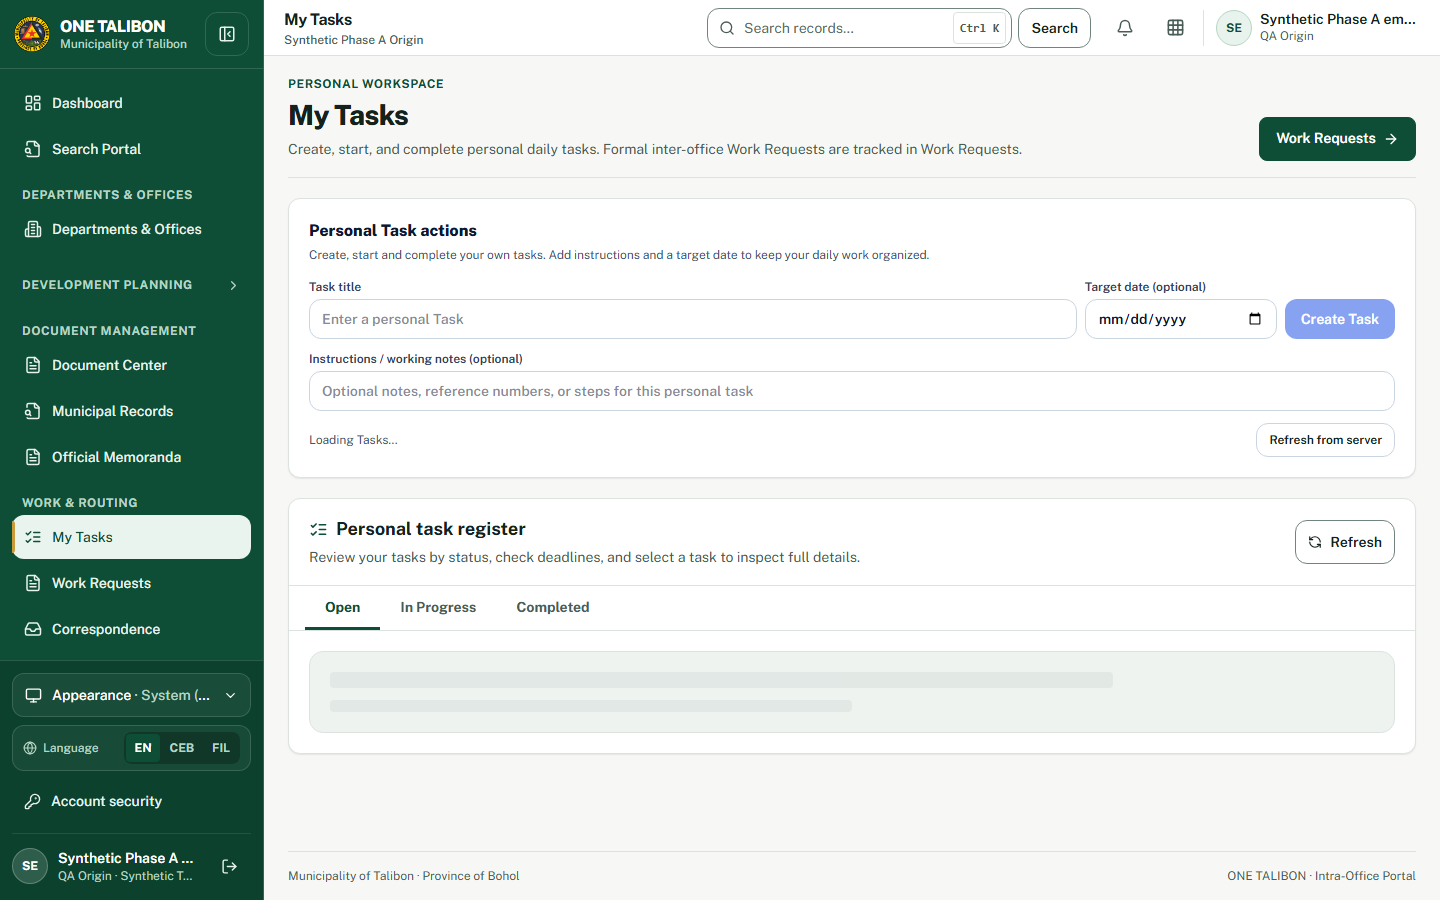 ONE TALIBON
Municipality of Talibon
Dashboard
Search Portal
DEPARTMENTS & OFFICES
Departments & Offices
DEVELOPMENT PLANNING
DOCUMENT MANAGEMENT
Document Center
Municipal Records
Official Memoranda
WORK & ROUTING
My Tasks
Work Requests
Correspondence
Appearance · System (...
Language EN CEB FIL
Account security
SE Synthetic Phase A ...
QA Origin · Synthetic T...
My Tasks
Synthetic Phase A Origin
Search records... Ctrl K Search
SE Synthetic Phase A em...
QA Origin
PERSONAL WORKSPACE
My Tasks
Create, start, and complete personal daily tasks. Formal inter-office Work Requests are tracked in Work Requests.
Work Requests
Personal Task actions
Create, start and complete your own tasks. Add instructions and a target date to keep your daily work organized.
Task title Target date (optional)
Enter a personal Task mm/dd/yyyy Create Task
Instructions / working notes (optional)
Optional notes, reference numbers, or steps for this personal task
Loading Tasks... Refresh from server
Personal task register
Review your tasks by status, check deadlines, and select a task to inspect full details.
Refresh
Open In Progress Completed
Municipality of Talibon · Province of Bohol ONE TALIBON · Intra-Office Portal